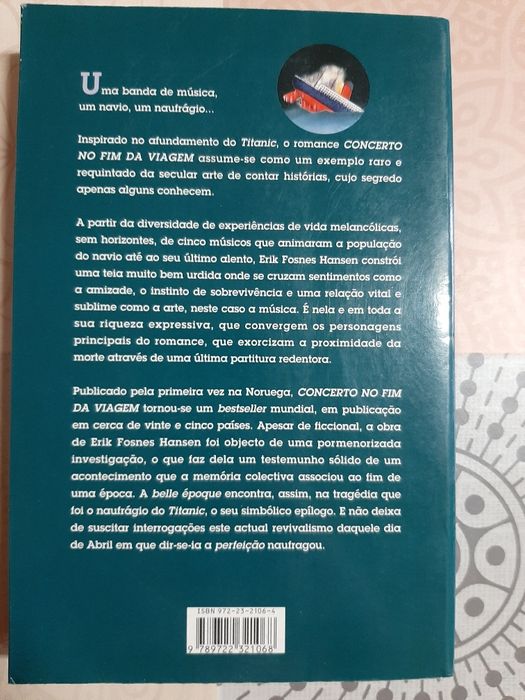 Uma banda de música,
um navio, um naufrágio...
Inspirado no afundamento do Titanic, o romance CONCERTO
NO FIM DA VIAGEM assume-se como um exemplo raro e
requintado da secular arte de contar histórias, cujo segredo
apenas alguns conhecem.
A partir da diversidade de experiências de vida melancólicas,
sem horizontes, de cinco músicos que animaram a população
do navio até ao seu último alento, Erik Fosnes Hansen constrói
uma teia muito bem urdida onde se cruzam sentimentos como
a amizade, o instinto de sobrevivência e uma relação vital e
sublime como a arte, neste caso a música. É nela e em toda a
sua riqueza expressiva, que convergem os personagens
principais do romance, que exorcizam a proximidade da
morte através de uma última partitura redentora.
Publicado pela primeira vez na Noruega, CONCERTO NO FIM
DA VIAGEM tornou-se um bestseller mundial, em publicação
em cerca de vinte e cinco países. Apesar de ficcional, a obra
de Erik Fosnes Hansen foi objecto de uma pormenorizada
investigação, o que faz dela um testemunho sólido de um
acontecimento que a memória colectiva associou ao fim de
uma época. A belle époque encontra, assim, na tragédia que
foi o naufrágio do Titanic, o seu simbólico epílogo. E não deixa
de suscitar interrogações este actual revivalismo daquele dia
de Abril em que dir-se-ia a perfeição naufragou.
ISBN 972-23-2106-4
9 789722 321068